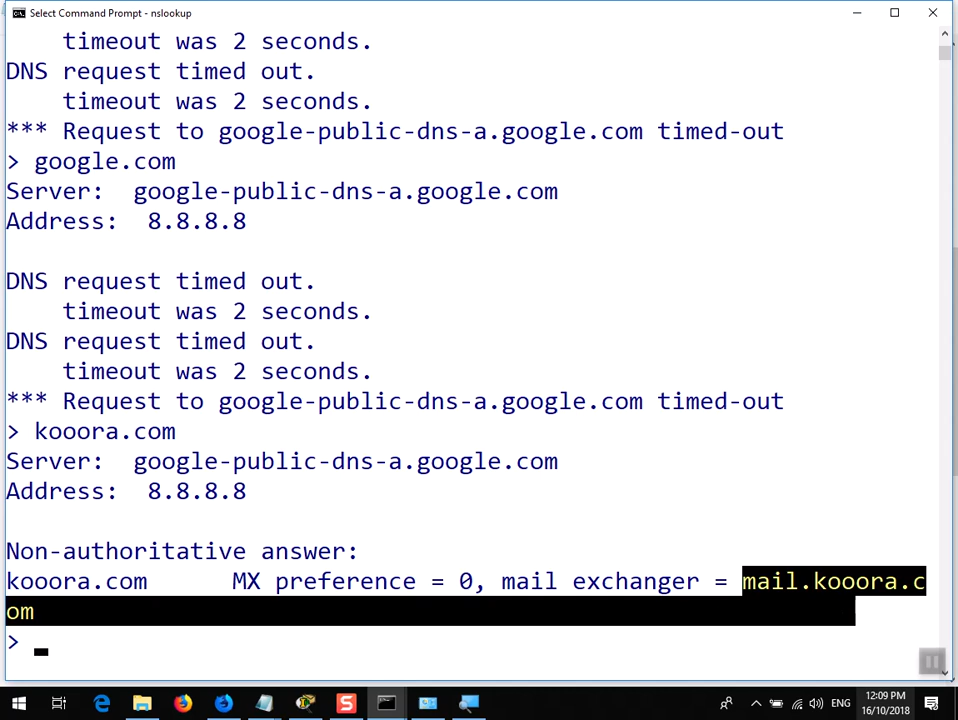 Select Command Prompt - nslookup
    timeout was 2 seconds.
DNS request timed out.
    timeout was 2 seconds.
*** Request to google-public-dns-a.google.com timed-out
> google.com
Server:  google-public-dns-a.google.com
Address:  8.8.8.8

DNS request timed out.
    timeout was 2 seconds.
DNS request timed out.
    timeout was 2 seconds.
*** Request to google-public-dns-a.google.com timed-out
> kooora.com
Server:  google-public-dns-a.google.com
Address:  8.8.8.8

Non-authoritative answer:
kooora.com      MX preference = 0, mail exchanger = mail.kooora.c
om
>
ENG
12:09 PM
16/10/2018